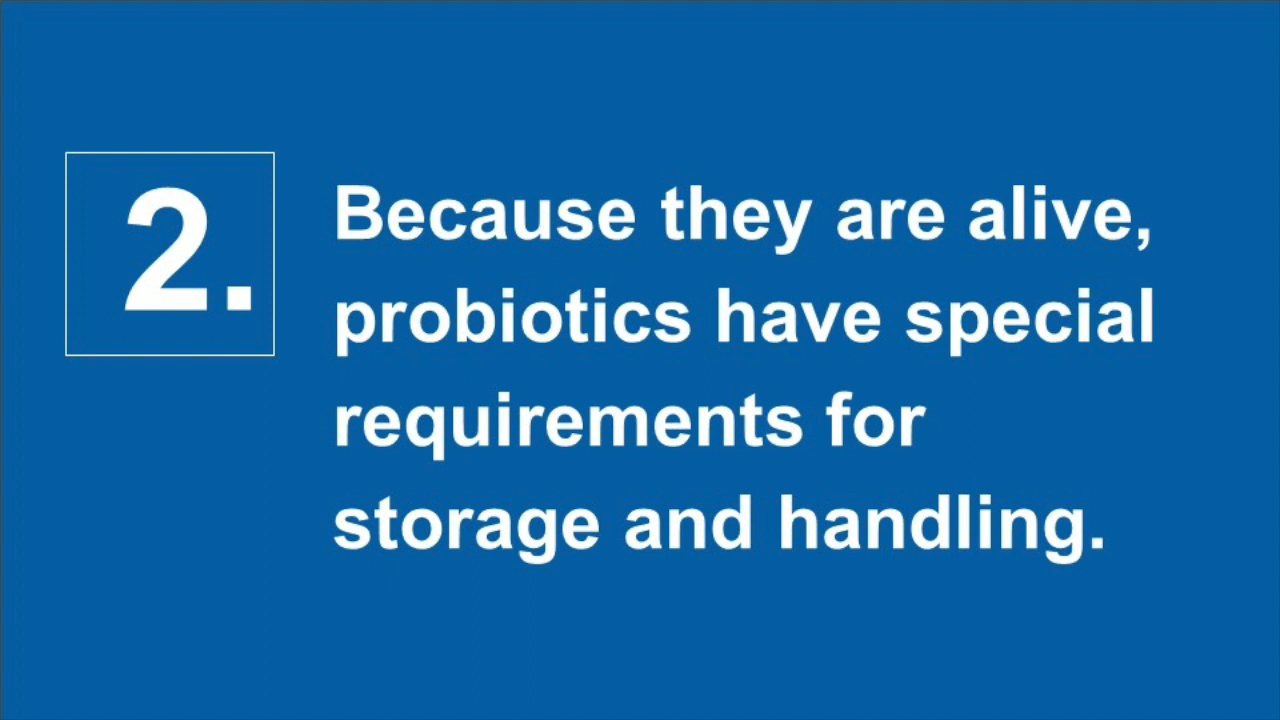 2.
Because they are alive,
probiotics have special
requirements for
storage and handling.